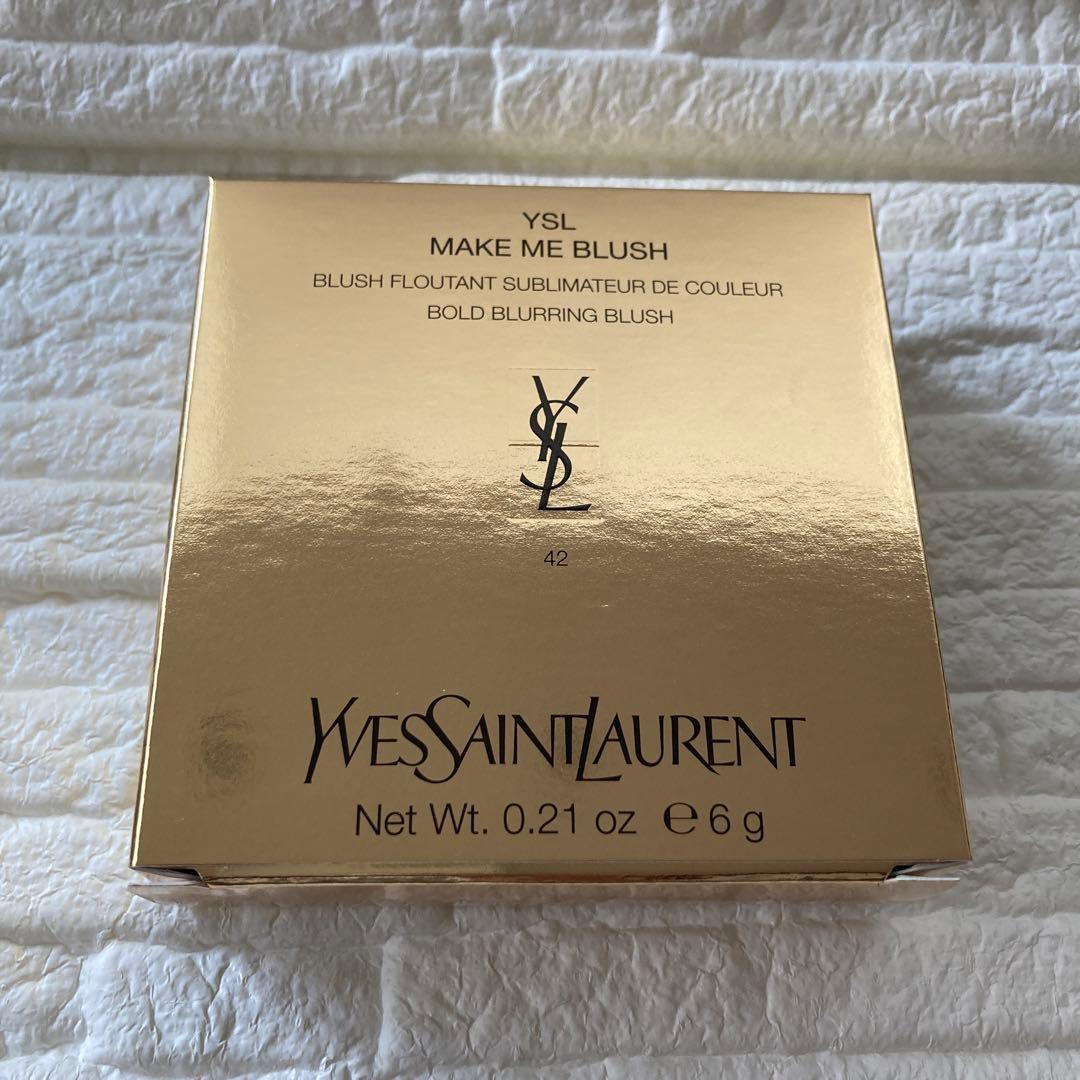 YSL
MAKE ME BLUSH
BLUSH FLOUTANT SUBLIMATEUR DE COULEUR
BOLD BLURRING BLUSH
YSL
42
YVESSAINTLAURENT
Net Wt. 0.21 oz ℮ 6 g